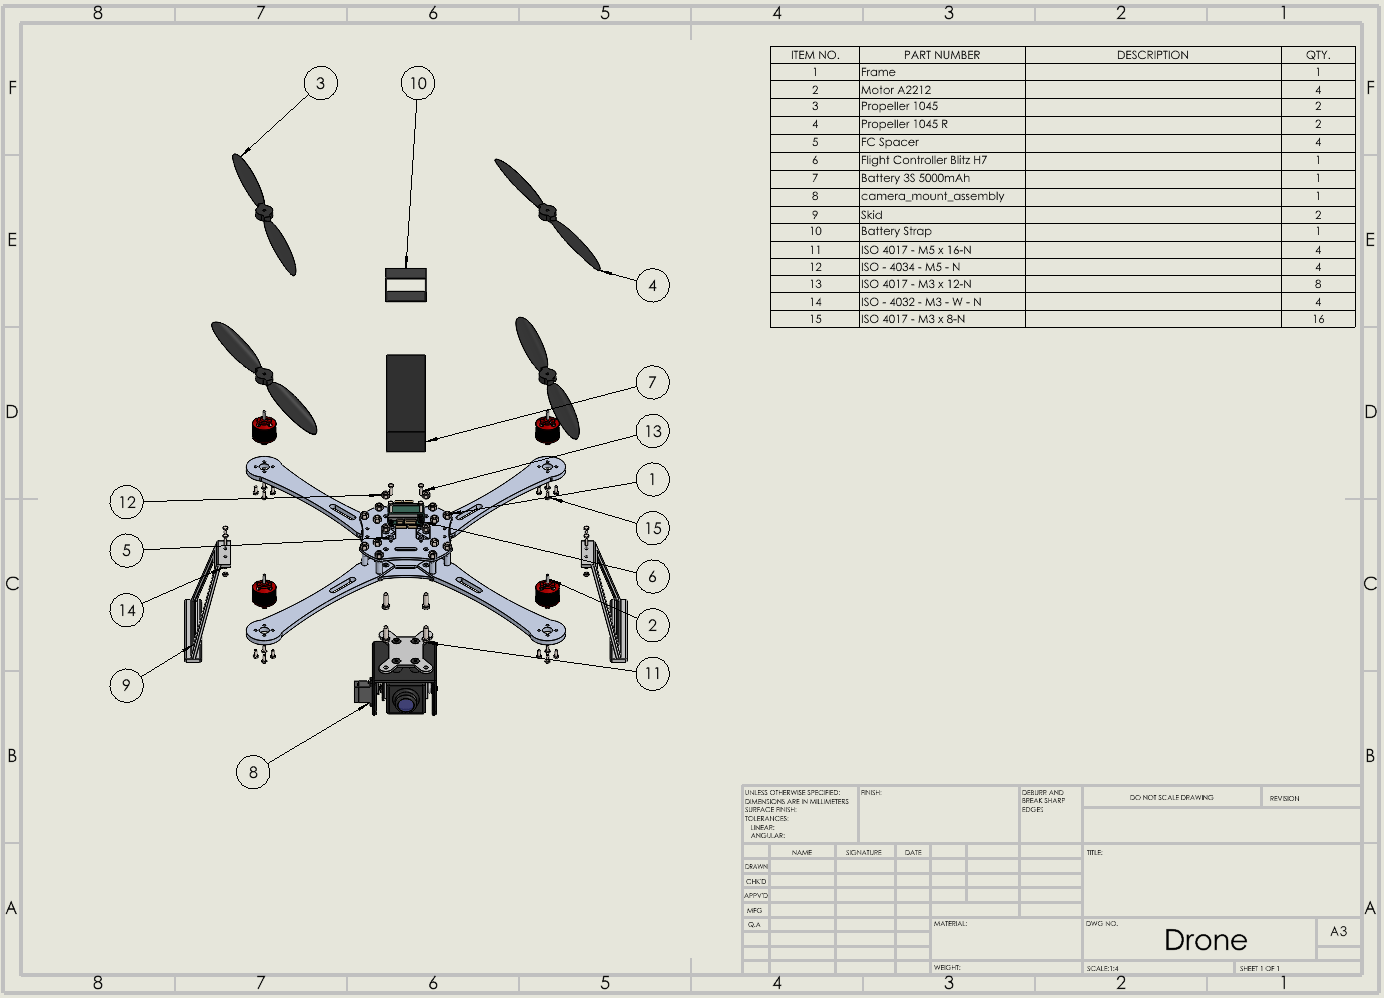 8 7 6 5 4 3 2 1
F F
E E
D D
C C
B B
A A
3
10
4
7
13
12
1
15
5
6
14
2
9
11
8
ITEM NO. PART NUMBER DESCRIPTION QTY.
1 Frame 1
2 Motor A2212 4
3 Propeller 1045 2
4 Propeller 1045 R 2
5 FC Spacer 4
6 Flight Controller Blitz H7 1
7 Battery 3S 5000mAh 1
8 camera_mount_assembly 1
9 Skid 2
10 Battery Strap 1
11 ISO 4017 - M5 x 16-N 4
12 ISO - 4034 - M5 - N 4
13 ISO 4017 - M3 x 12-N 8
14 ISO - 4032 - M3 - W - N 4
15 ISO 4017 - M3 x 8-N 16
UNLESS OTHERWISE SPECIFIED:
DIMENSIONS ARE IN MILLIMETERS
SURFACE FINISH:
TOLERANCES:
LINEAR:
ANGULAR:
FINISH:
DEBURR AND
BREAK SHARP
EDGES
DO NOT SCALE DRAWING
REVISION
NAME SIGNATURE DATE
DRAWN
CHK'D
APPV'D
MFG
Q.A
TITLE:
MATERIAL:
DWG NO.
Drone
A3
WEIGHT:
SCALE:1:4
SHEET 1 OF 1
8 7 6 5 4 3 2 1